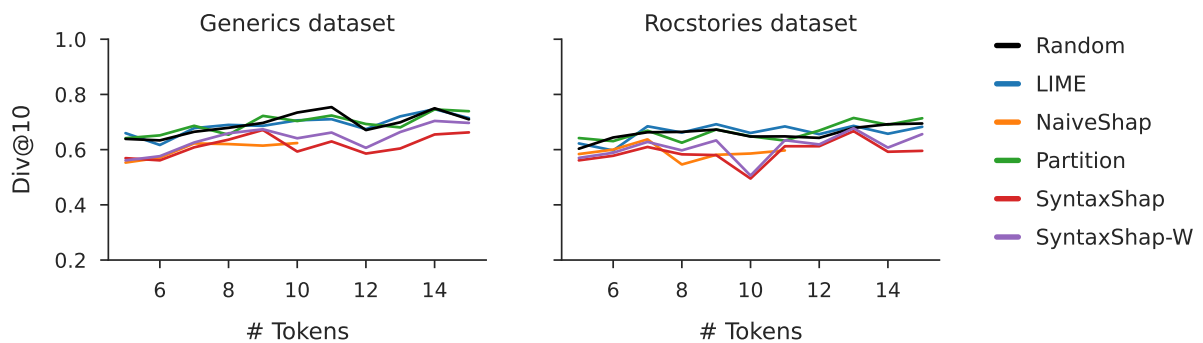 Generics dataset
Rocstories dataset
1.0
0.8
0.6
0.4
0.2
Div@10
6 8 10 12 14
6 8 10 12 14
# Tokens
# Tokens
Random
LIME
NaiveShap
Partition
SyntaxShap
SyntaxShap-W